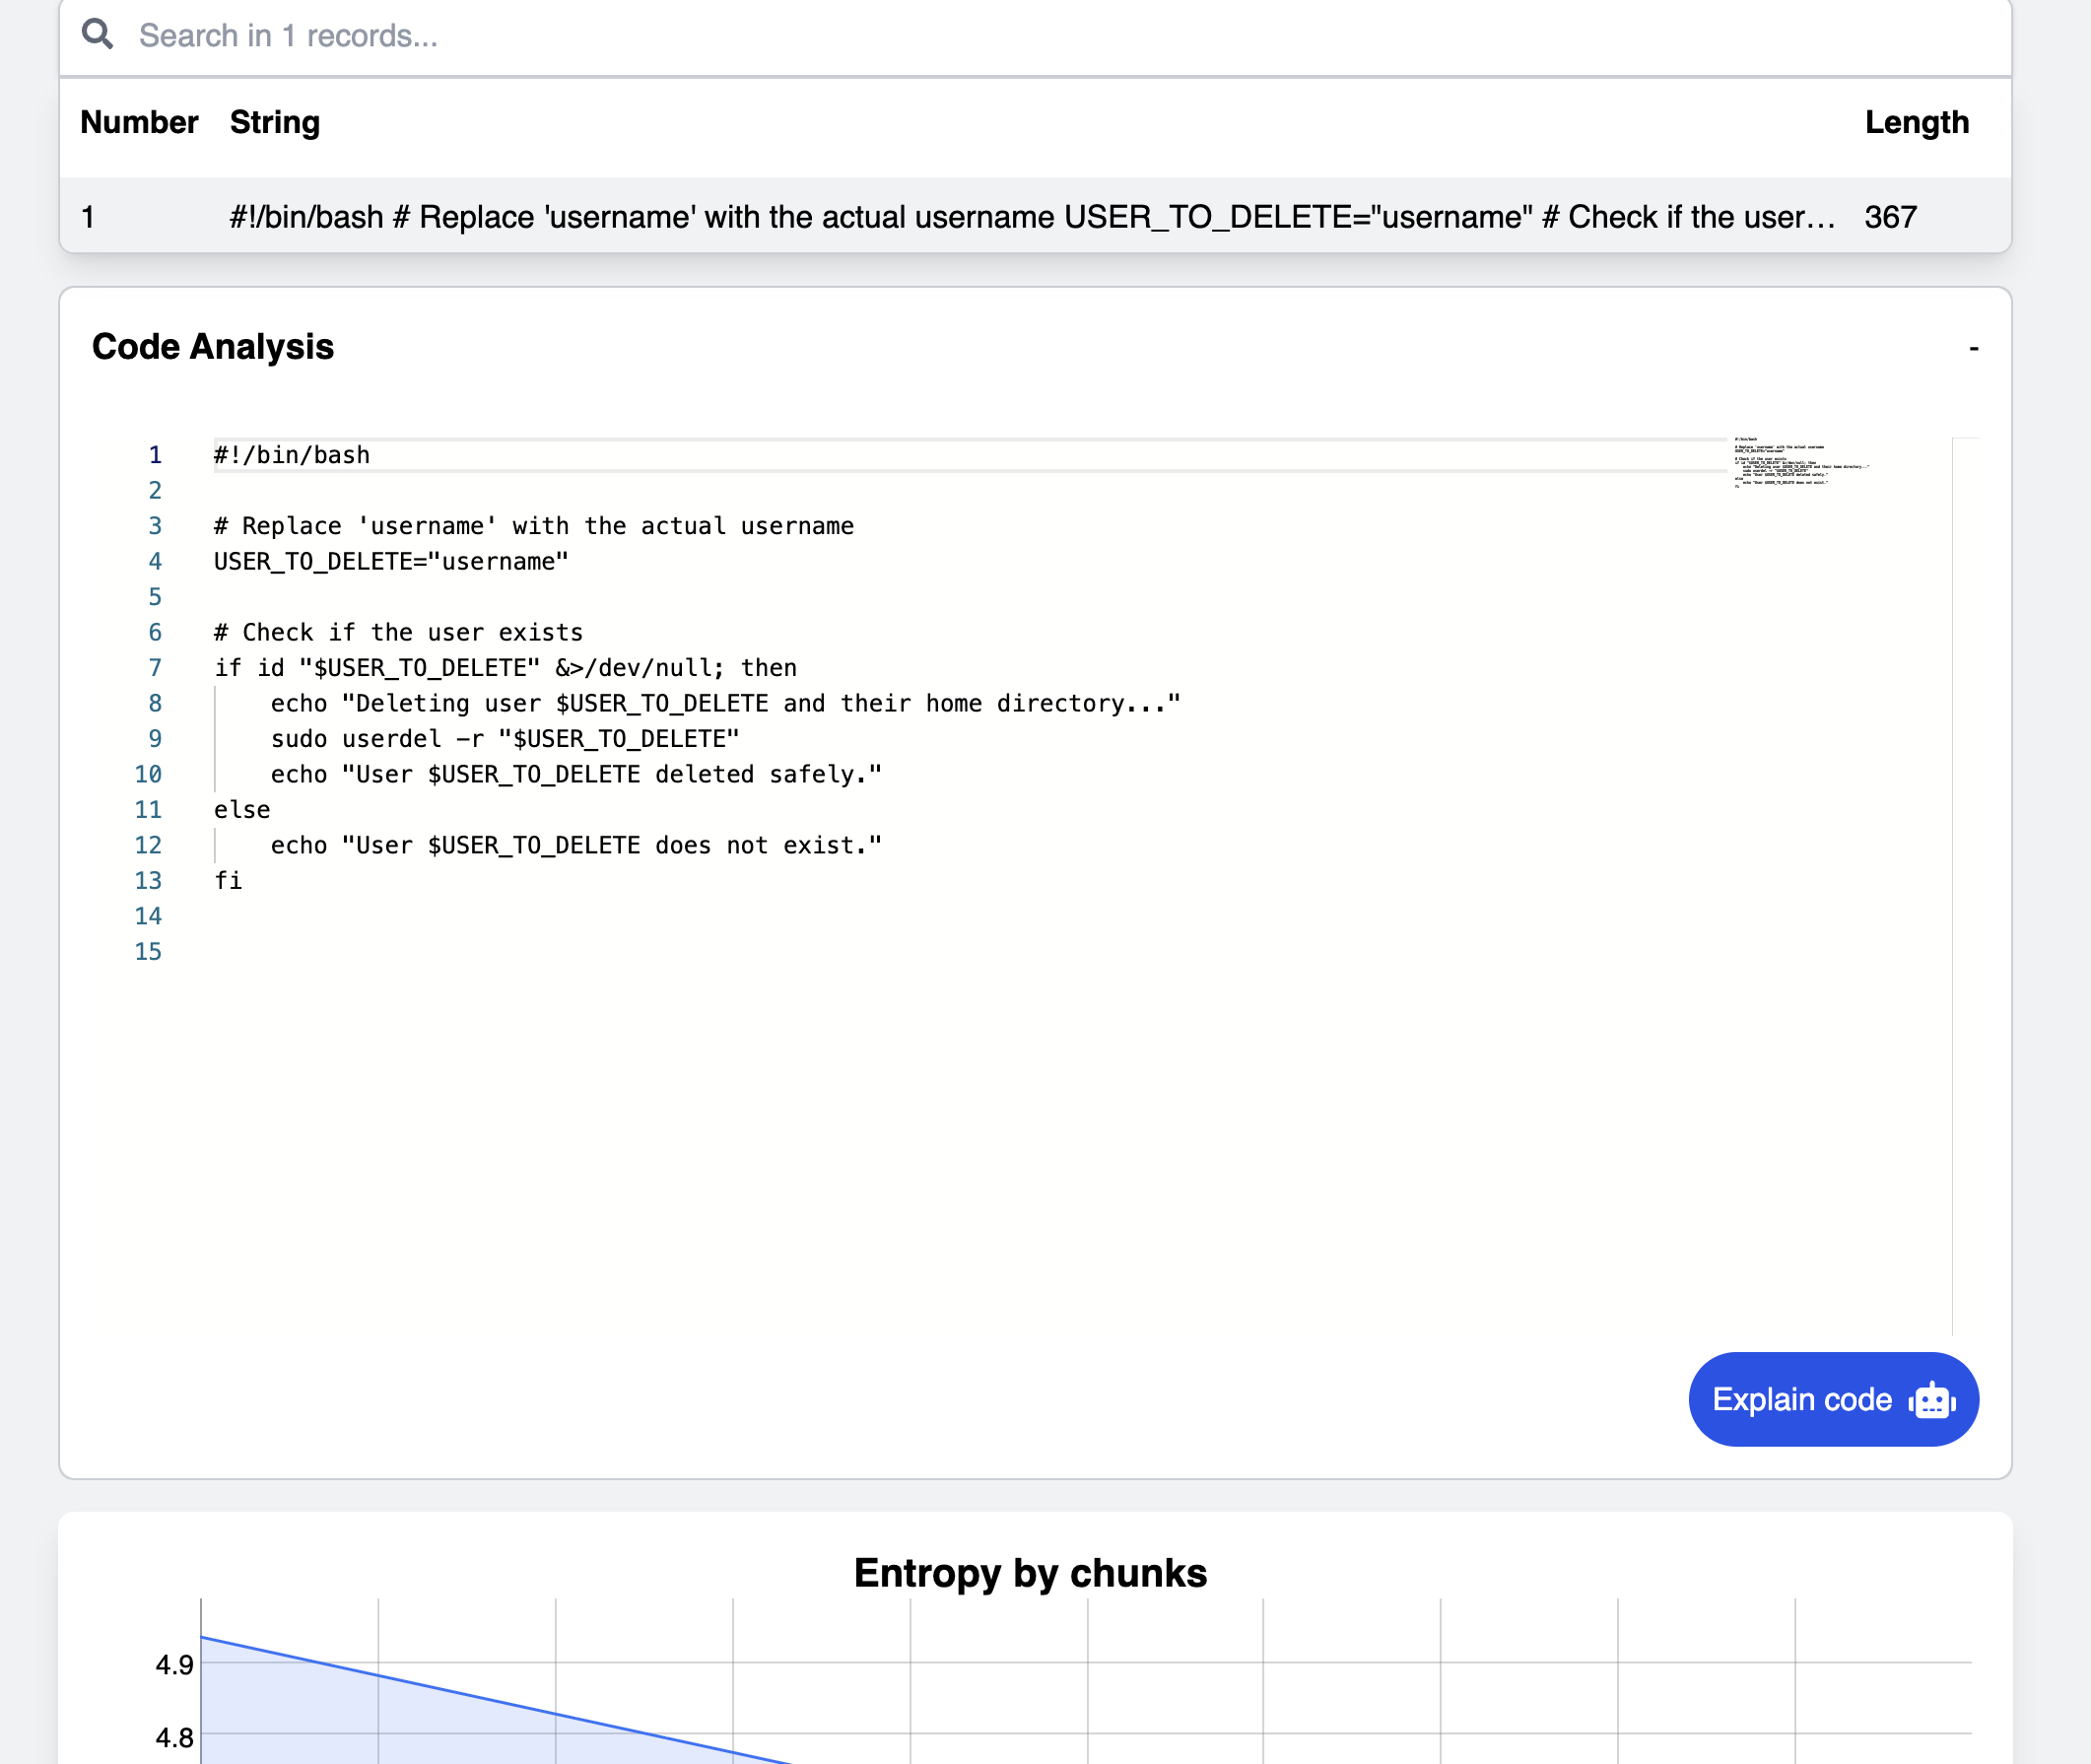 Search in 1 records...
Number String Length
1 #!/bin/bash # Replace 'username' with the actual username USER_TO_DELETE="username" # Check if the user... 367
Code Analysis -
1 #!/bin/bash
2
3 # Replace 'username' with the actual username
4 USER_TO_DELETE="username"
5
6 # Check if the user exists
7 if id "$USER_TO_DELETE" &>/dev/null; then
8     echo "Deleting user $USER_TO_DELETE and their home directory..."
9     sudo userdel -r "$USER_TO_DELETE"
10     echo "User $USER_TO_DELETE deleted safely."
11 else
12     echo "User $USER_TO_DELETE does not exist."
13 fi
14
15
Explain code
Entropy by chunks
4.9
4.8